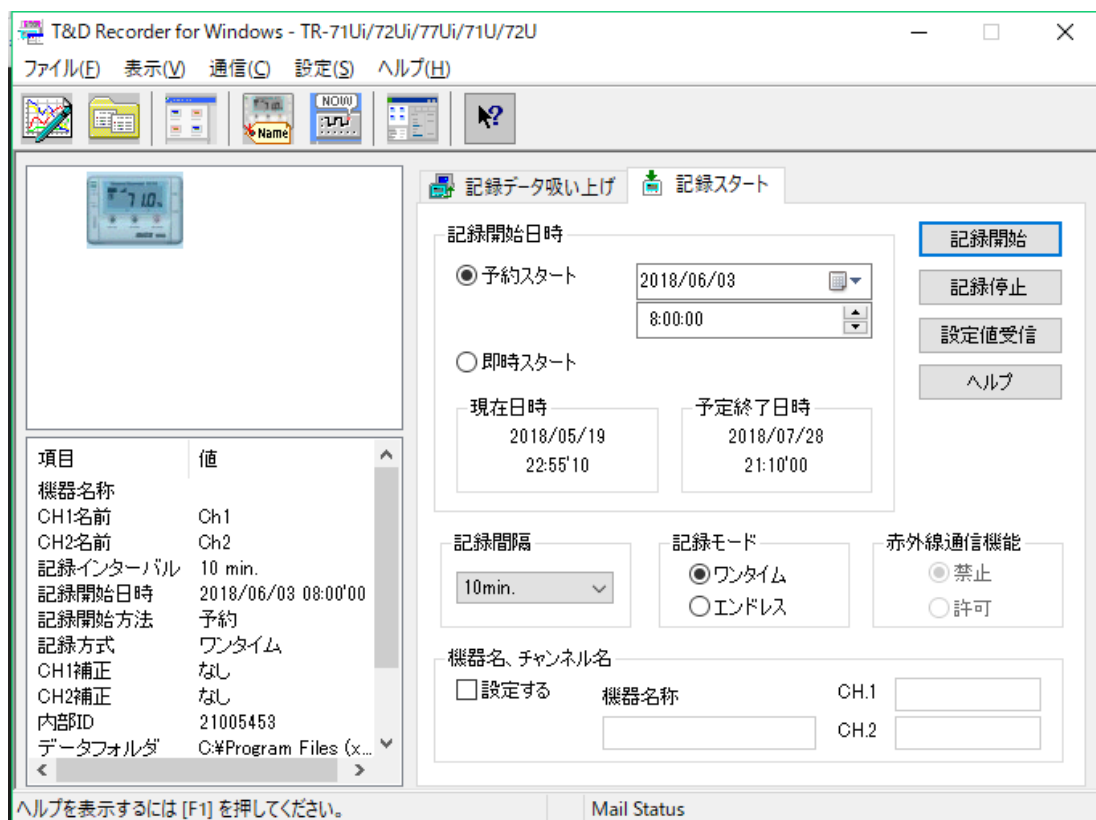 T&D Recorder for Windows - TR-71Ui/72Ui/77Ui/71U/72U
ファイル(F) 表示(V) 通信(C) 設定(S) ヘルプ(H)
Name
NOW
?
71.0
記録データ吸い上げ
記録スタート
記録開始日時
予約スタート
2018/06/03
8:00:00
即時スタート
現在日時
2018/05/19
22:55'10
予定終了日時
2018/07/28
21:10'00
記録開始
記録停止
設定値受信
ヘルプ
項目 値
機器名称
CH1名前 Ch1
CH2名前 Ch2
記録インターバル 10 min.
記録開始日時 2018/06/03 08:00'00
記録開始方法 予約
記録方式 ワンタイム
CH1補正 なし
CH2補正 なし
内部ID 21005453
データフォルダ C:¥Program Files (x...
記録間隔
10min.
記録モード
ワンタイム
エンドレス
赤外線通信機能
禁止
許可
機器名、チャンネル名
設定する
機器名称
CH.1
CH.2
ヘルプを表示するには [F1] を押してください。
Mail Status